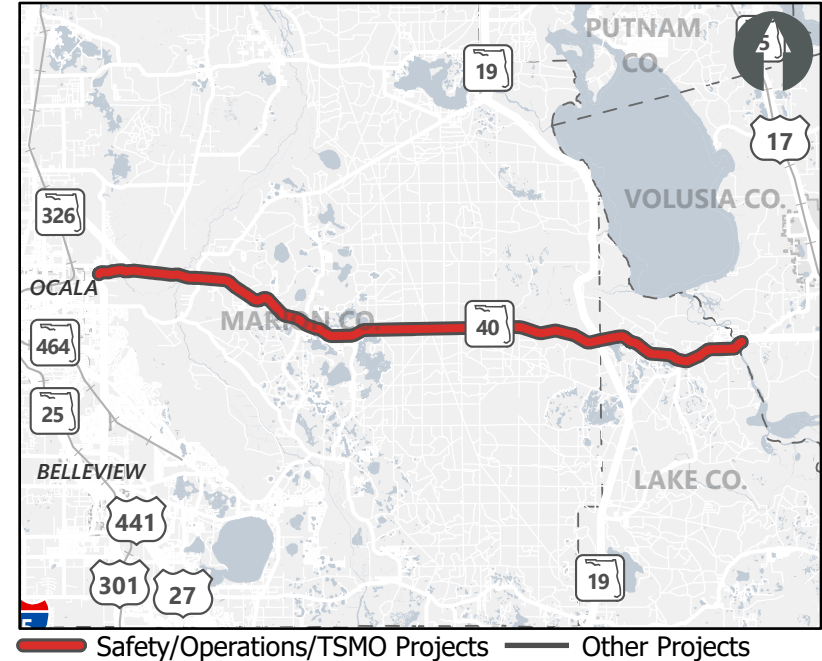 PUTNAM
CO.
5
19
17
VOLUSIA CO.
326
OCALA
MARION CO.
40
464
25
BELLEVIEW
LAKE CO.
441
301
27
19
Safety/Operations/TSMO Projects
Other Projects